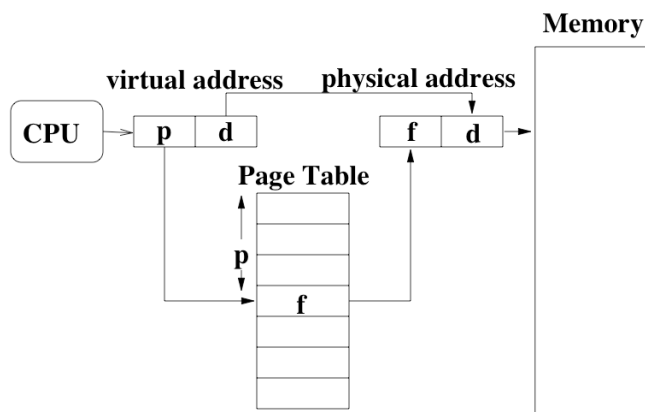 Memory
virtual address
physical address
CPU
p
d
f
d
Page Table
p
f